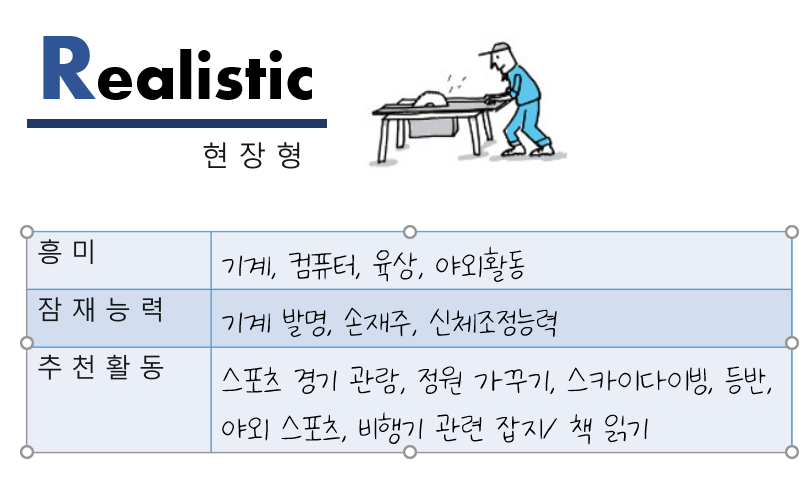 Realistic
현장형
흥미
기계, 컴퓨터, 육상, 야외활동
잠재능력
기계 발명, 손재주, 신체조정능력
추천활동
스포츠 경기 관람, 정원 가꾸기, 스카이다이빙, 등반,
야외 스포츠, 비행기 관련 잡지/ 책 읽기